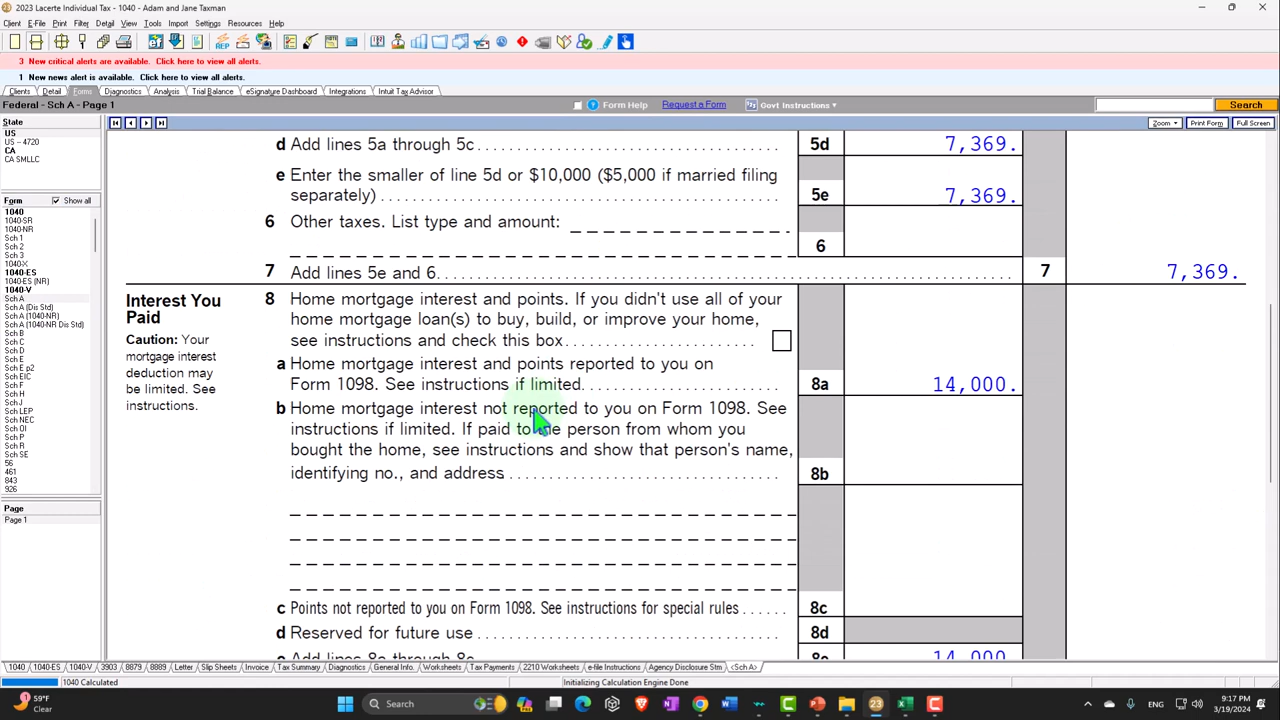 2023 Lacerte Individual Tax - 1040 - Adam and Jane Taxman
Client E-File Print Filter Detail View Tools Import Settings Resources Help
3 New critical alerts are available. Click here to view all alerts.
1 New news alert is available. Click here to view all alerts.
Clients Detail Forms Diagnostics Analysis Trial Balance eSignature Dashboard Integrations Intuit Tax Advisor
Federal - Sch A - Page 1 Form Help Request a Form Govt Instructions Search
State
US
US - 4720
CA
CA SMLLC
Form Show all
1040
1040-SR
1040-NR
Sch 1
Sch 2
Sch 3
1040-X
1040-ES
1040-ES (NR)
1040-V
Sch A
Sch A (Dis Std)
Sch A (1040-NR)
Sch A (1040-NR Dis Std)
Sch B
Sch C
Sch D
Sch E
Sch E p2
Sch EIC
Sch F
Sch H
Sch J
Sch LEP
Sch NEC
Sch OI
Sch P
Sch R
Sch SE
56
461
843
926
Page
Page 1
Zoom Print Form Full Screen
d Add lines 5a through 5c 5d 7,369.
e Enter the smaller of line 5d or $10,000 ($5,000 if married filing
separately) 5e 7,369.
6 Other taxes. List type and amount:
6
7 Add lines 5e and 6. 7 7,369.
Interest You
Paid
Caution: Your
mortgage interest
deduction may
be limited. See
instructions.
8 Home mortgage interest and points. If you didn't use all of your
home mortgage loan(s) to buy, build, or improve your home,
see instructions and check this box
a Home mortgage interest and points reported to you on
Form 1098. See instructions if limited. 8a 14,000.
b Home mortgage interest not reported to you on Form 1098. See
instructions if limited. If paid to the person from whom you
bought the home, see instructions and show that person's name,
identifying no., and address 8b
c Points not reported to you on Form 1098. See instructions for special rules 8c
d Reserved for future use 8d
e Add lines 8a through 8c 8e 14,000.
1040 1040-ES 1040-V 3903 8879 8889 Letter Slip Sheets Invoice Tax Summary Diagnostics General Info. Worksheets Tax Payments 2210 Worksheets e-file Instructions Agency Disclosure Stm <Sch A>
1040 Calculated Initializing Calculation Engine Done
59°F
Clear
Search
23
ENG
9:17 PM
3/19/2024